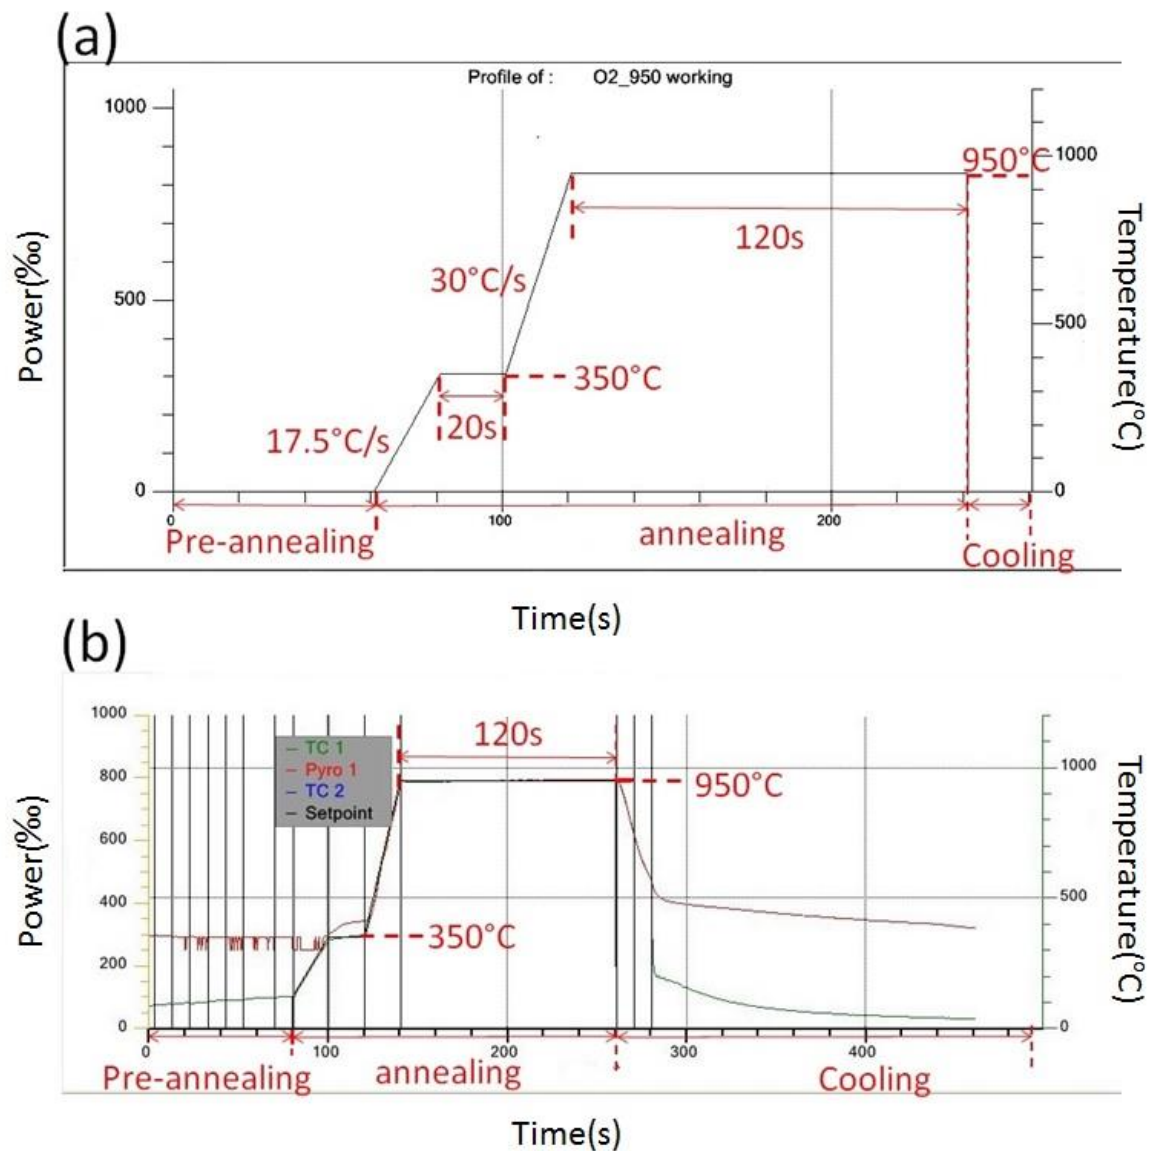 (a)
Profile of : O2_950 working
1000
950°C
1000
120s
30°C/s
500
500
350°C
20s
17.5°C/s
0
0
0
100
200
Pre-annealing
annealing
Cooling
Power(‰)
Temperature(°C)
Time(s)
(b)
1000
120s
TC 1
Pyro 1
TC 2
Setpoint
800
1000
950°C
600
400
500
350°C
200
0
0
0
100
200
300
400
Pre-annealing
annealing
Cooling
Power(‰)
Temperature(°C)
Time(s)